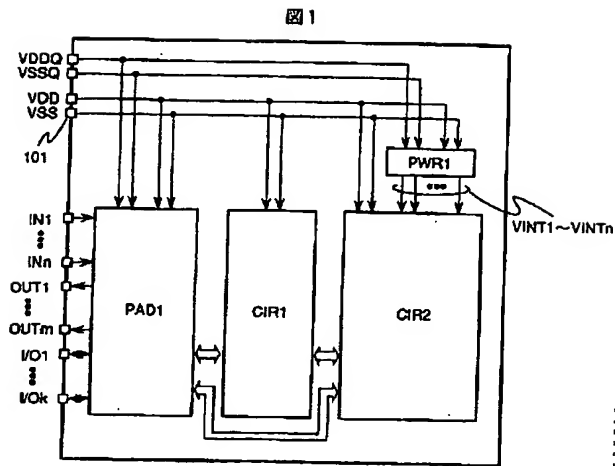 図1
VDDQ
VSSQ
VDD
VSS
101
PWR1
VINT1～VINTn
IN1
INn
OUT1
OUTm
I/O1
I/Ok
PAD1
CIR1
CIR2